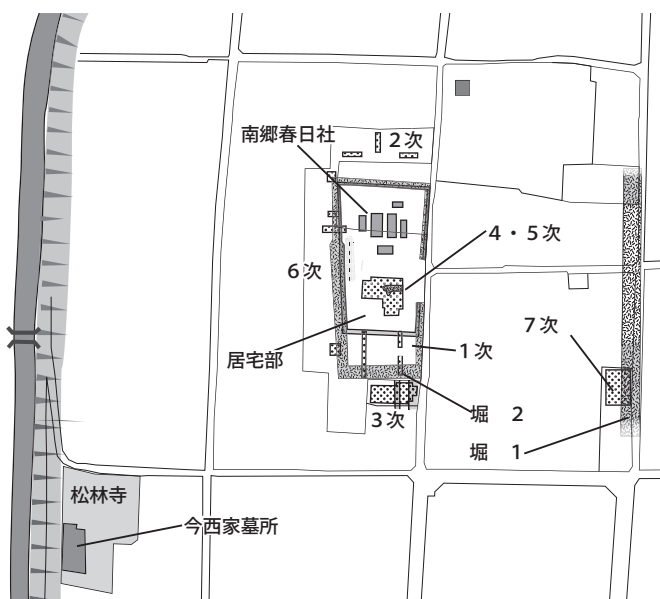 南郷春日社
２次
４・５次
６次
７次
居宅部
１次
３次
堀　２
堀　１
松林寺
今西家墓所